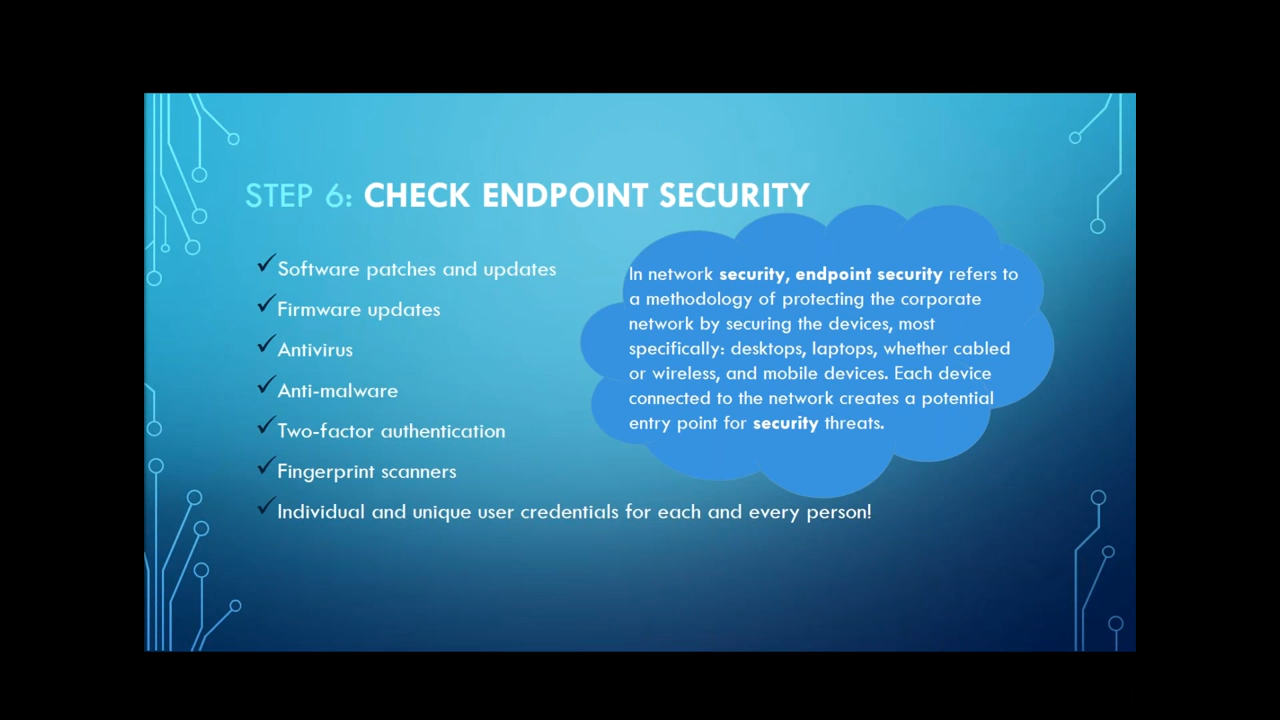 STEP 6: CHECK ENDPOINT SECURITY
Software patches and updates
Firmware updates
Antivirus
Anti-malware
Two-factor authentication
Fingerprint scanners
Individual and unique user credentials for each and every person!
In network security, endpoint security refers to
a methodology of protecting the corporate
network by securing the devices, most
specifically: desktops, laptops, whether cabled
or wireless, and mobile devices. Each device
connected to the network creates a potential
entry point for security threats.